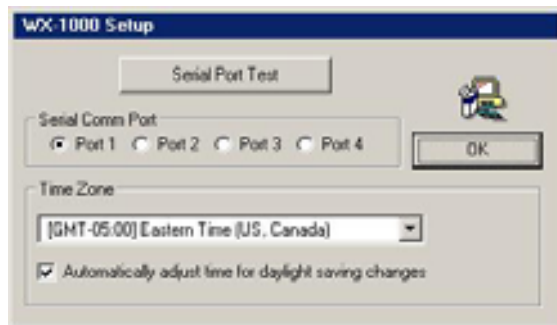 WX-1000 Setup
Serial Port Test
Serial Comm Port
Port 1 Port 2 Port 3 Port 4
OK
Time Zone
[GMT-05:00] Eastern Time (US, Canada)
Automatically adjust time for daylight saving changes